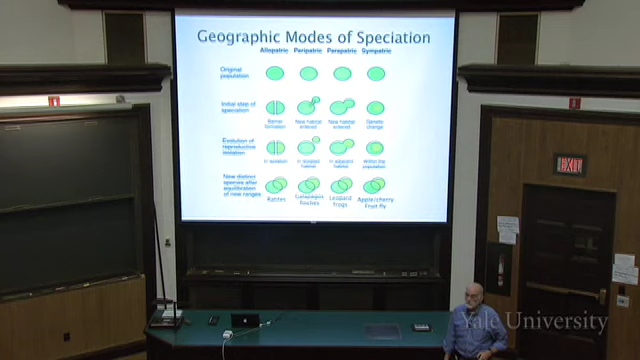 Geographic Modes of Speciation
Allopatric Peripatric Parapatric Sympatric
Original
population
Initial step of
speciation
Barrier
formation
New habitat
entered
New habitat
entered
Genetic
change
Evolution of
reproductive
isolation
In isolation
In isolated
habitat
In adjacent
habitat
Within the
population
New distinct
species after
equilibration
of new ranges
Ratites
Galapagos
finches
Leopard
frogs
Apple/cherry
Fruit fly
EXIT
Yale University